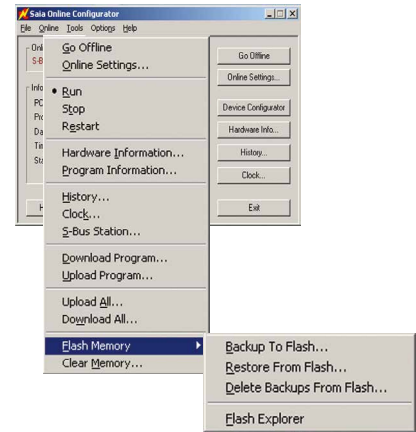 Saia Online Configurator
File Online Tools Options Help
Go Offline
Online Settings...
Run
Stop
Restart
Hardware Information...
Program Information...
History...
Clock...
S-Bus Station...
Download Program...
Upload Program...
Upload All...
Download All...
Flash Memory
Clear Memory...
Backup To Flash...
Restore From Flash...
Delete Backups From Flash...
Flash Explorer
Go Offline
Online Settings...
Device Configurator
Hardware Info...
History...
Clock...
Exit